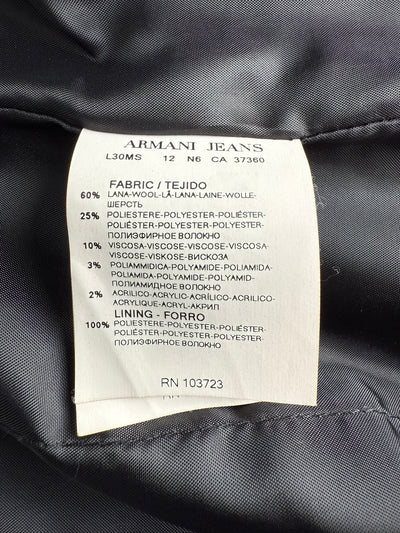 ARMANI JEANS
L30MS 12 N6 CA 37360
FABRIC / TEJIDO
60% LANA-WOOL-LÃ-LANA-LAINE-WOLLE-
ШЕРСТЬ
25% POLIESTERE-POLYESTER-POLIÉSTER-
POLIÉSTER-POLYESTER-POLYESTER-
ПОЛИЭФИРНОЕ ВОЛОКНО
10% VISCOSA-VISCOSE-VISCOSE-VISCOSA-
VISCOSE-VISKOSE-ВИСКОЗА
3% POLIAMMIDICA-POLYAMIDE-POLIAMIDA-
POLIAMIDA-POLYAMIDE-POLYAMID-
ПОЛИАМИДНОЕ ВОЛОКНО
2% ACRILICO-ACRYLIC-ACRÍLICO-ACRILICO-
ACRYLIQUE-ACRYL-АКРИЛ
LINING - FORRO
100% POLIESTERE-POLYESTER-POLIÉSTER-
POLIÉSTER-POLYESTER-POLYESTER-
ПОЛИЭФИРНОЕ ВОЛОКНО
RN 103723